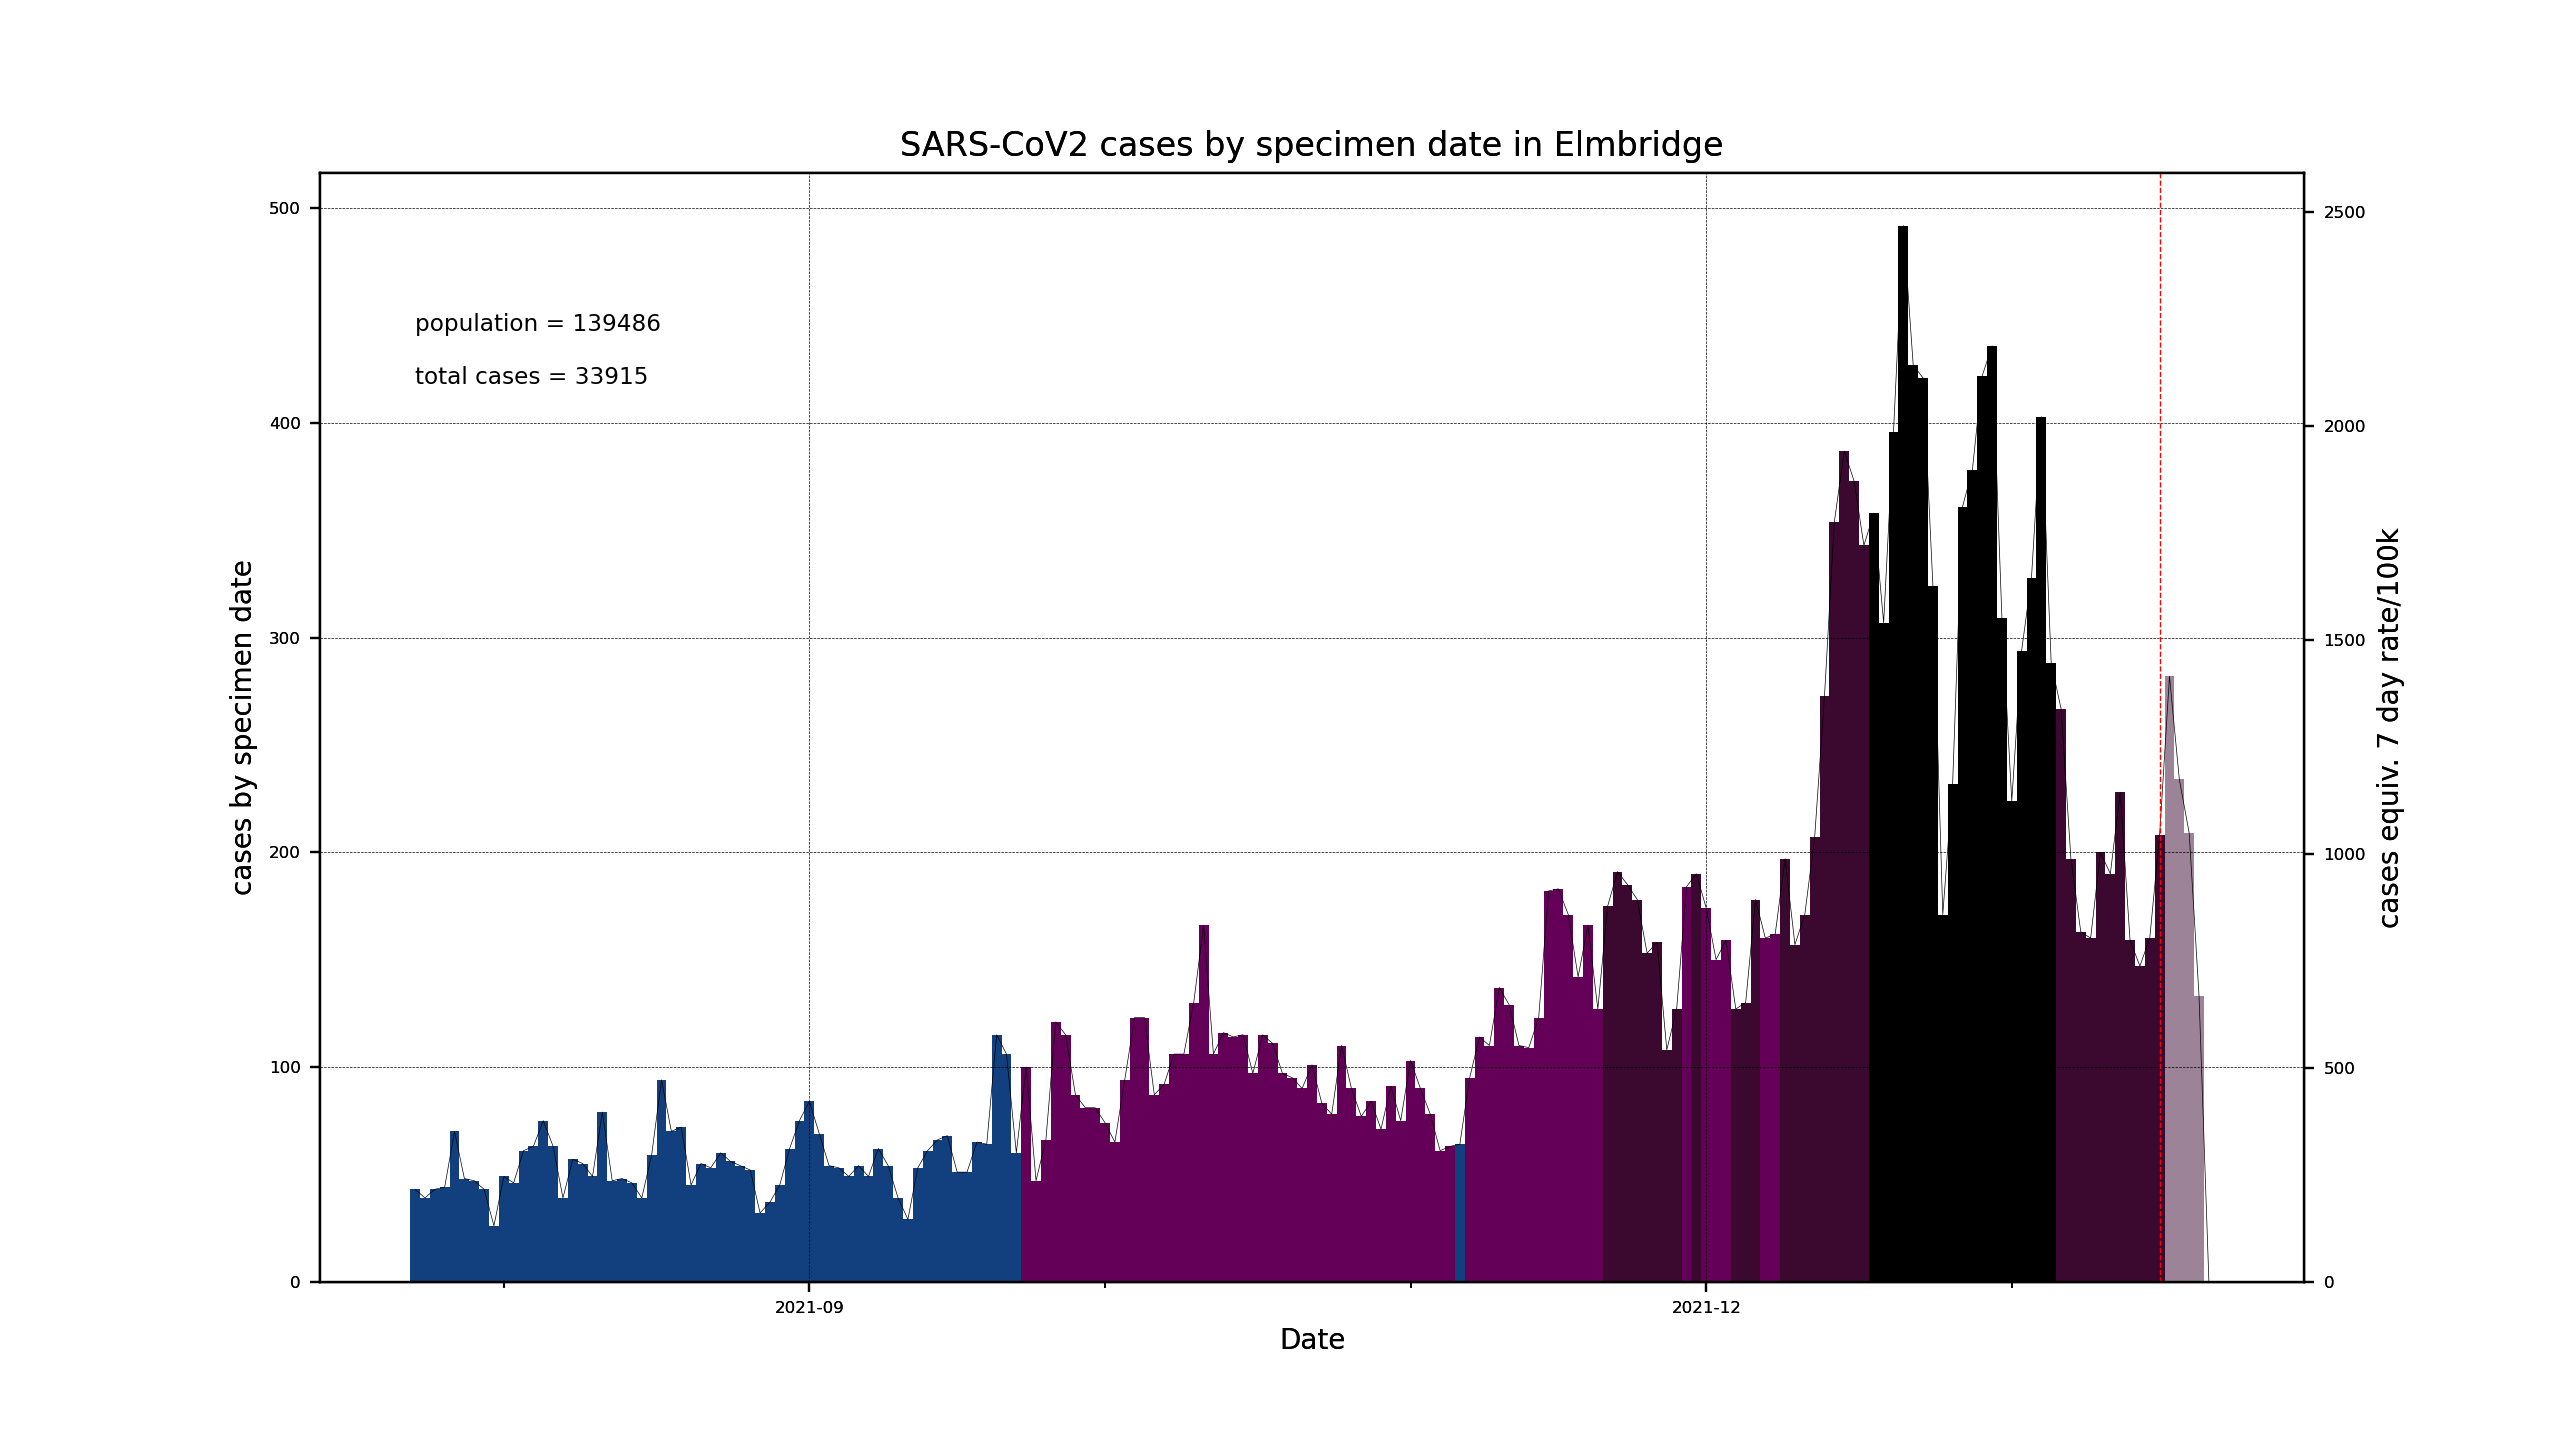 SARS-CoV2 cases by specimen date in Elmbridge
population = 139486
total cases = 33915
cases by specimen date
500
400
300
200
100
0
2500
2000
1500
1000
500
0
cases equiv. 7 day rate/100k
2021-09
2021-12
Date